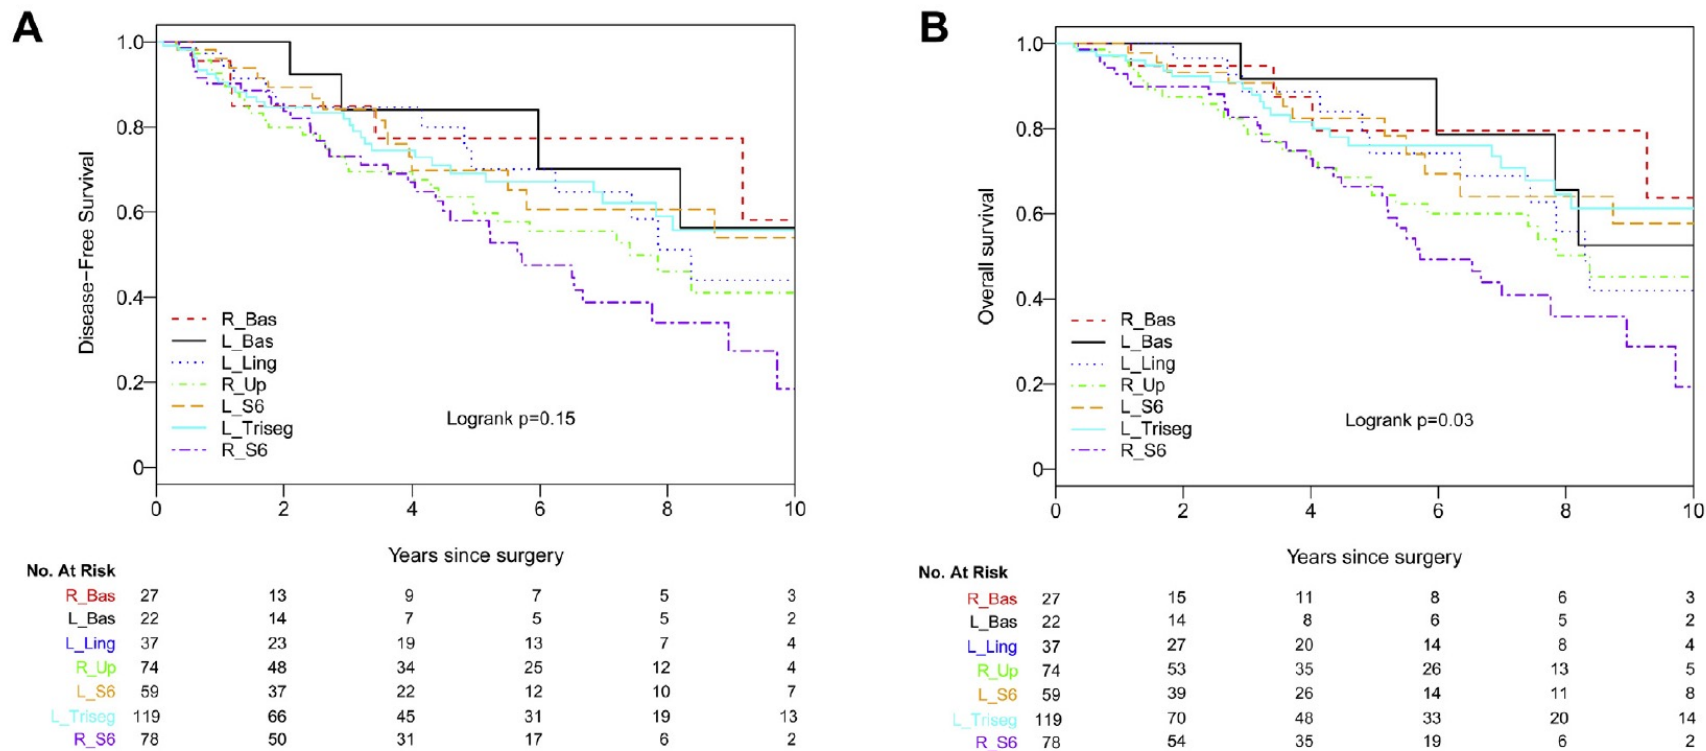 A
Disease-Free Survival
1.0
0.8
0.6
0.4
0.2
0
R_Bas
L_Bas
L_Ling
R_Up
L_S6
L_Triseg
R_S6
Logrank p=0.15
0 2 4 6 8 10
Years since surgery
No. At Risk
R_Bas 27 13 9 7 5 3
L_Bas 22 14 7 5 5 2
L_Ling 37 23 19 13 7 4
R_Up 74 48 34 25 12 4
L_S6 59 37 22 12 10 7
L_Triseg 119 66 45 31 19 13
R_S6 78 50 31 17 6 2
B
Overall survival
1.0
0.8
0.6
0.4
0.2
0
R_Bas
L_Bas
L_Ling
R_Up
L_S6
L_Triseg
R_S6
Logrank p=0.03
0 2 4 6 8 10
Years since surgery
No. At Risk
R_Bas 27 15 11 8 6 3
L_Bas 22 14 8 6 5 2
L_Ling 37 27 20 14 8 4
R_Up 74 53 35 26 13 5
L_S6 59 39 26 14 11 8
L_Triseg 119 70 48 33 20 14
R_S6 78 54 35 19 6 2